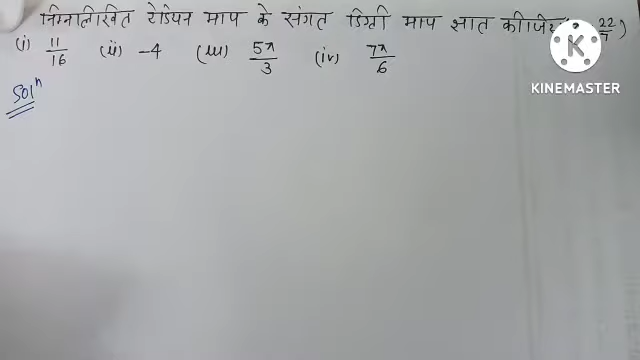 निम्नलिखित रेडियन माप के संगत डिग्री माप ज्ञात कीजिए 22/7)
(i) 11/16 (ii) -4 (iii) 5π/3 (iv) 7π/6
Solⁿ
KINEMASTER